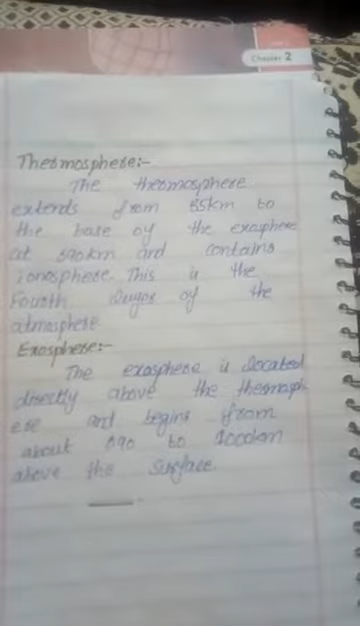 Chapter 2
Thermosphere:-
The thermosphere
extends from 85km to
the base of the exosphere
at 690km and contains
ionosphere. This is the
Fourth layer of the
atmosphere
Exosphere:-
The exosphere is located
directly above the thermosph
ere and begins from
about 690 to 1000km
above the surface.